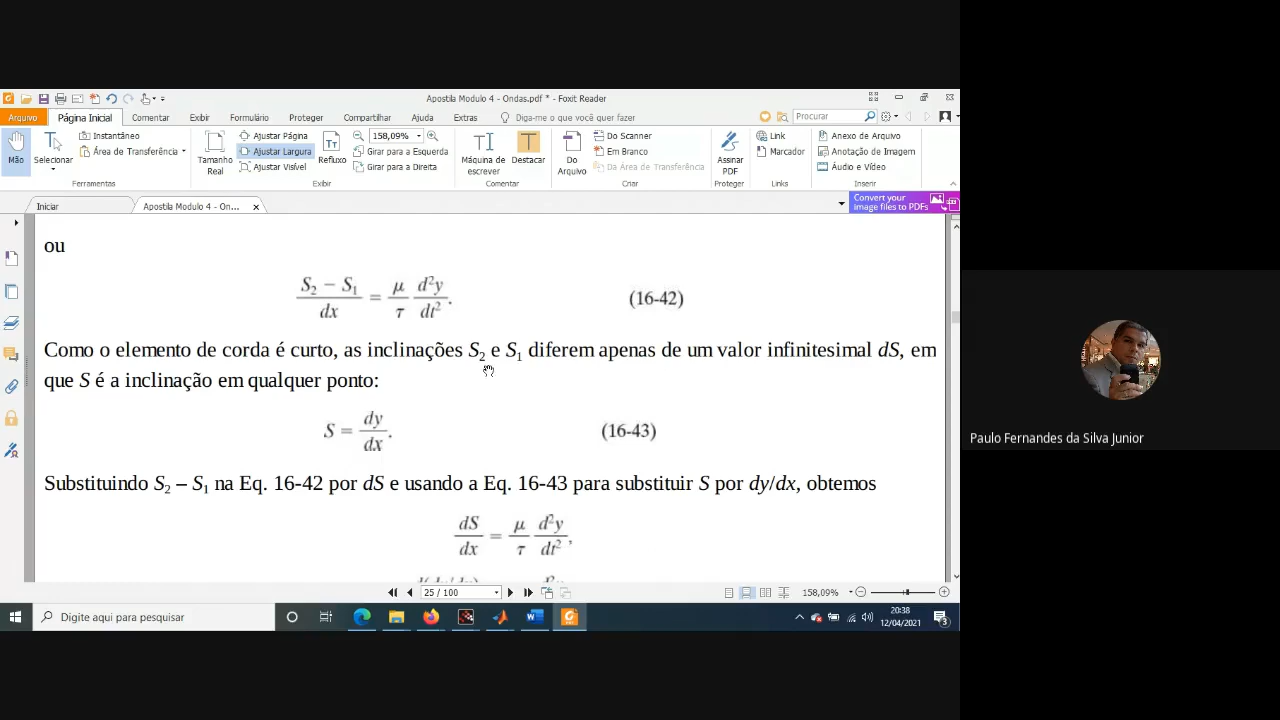 Apostila Modulo 4 - Ondas.pdf * - Foxit Reader
Arquivo Página Inicial Comentar Exibir Formulário Proteger Compartilhar Ajuda Extras Diga-me o que você quer fazer Procurar
Mão
Selecionar
Instantâneo
Área de Transferência
Ferramentas
Tamanho Real
Ajustar Página
Ajustar Largura
Ajustar Visível
Refluxo
158,09%
Girar para a Esquerda
Girar para a Direita
Exibir
Máquina de escrever
Destacar
Comentar
Do Arquivo
Do Scanner
Em Branco
Da Área de Transferência
Criar
Assinar PDF
Proteger
Link
Marcador
Links
Anexo de Arquivo
Anotação de Imagem
Áudio e Vídeo
Inserir
Iniciar
Apostila Modulo 4 - On...
Convert your
image files to PDFs
ou
S₂ − S₁ / dx = μ/τ d²y/dt². (16-42)
Como o elemento de corda é curto, as inclinações S₂ e S₁ diferem apenas de um valor infinitesimal dS, em
que S é a inclinação em qualquer ponto:
S = dy/dx. (16-43)
Substituindo S₂ – S₁ na Eq. 16-42 por dS e usando a Eq. 16-43 para substituir S por dy/dx, obtemos
dS/dx = μ/τ d²y/dt²,
25 / 100
158,09%
Digite aqui para pesquisar
20:38
12/04/2021
3
Paulo Fernandes da Silva Junior